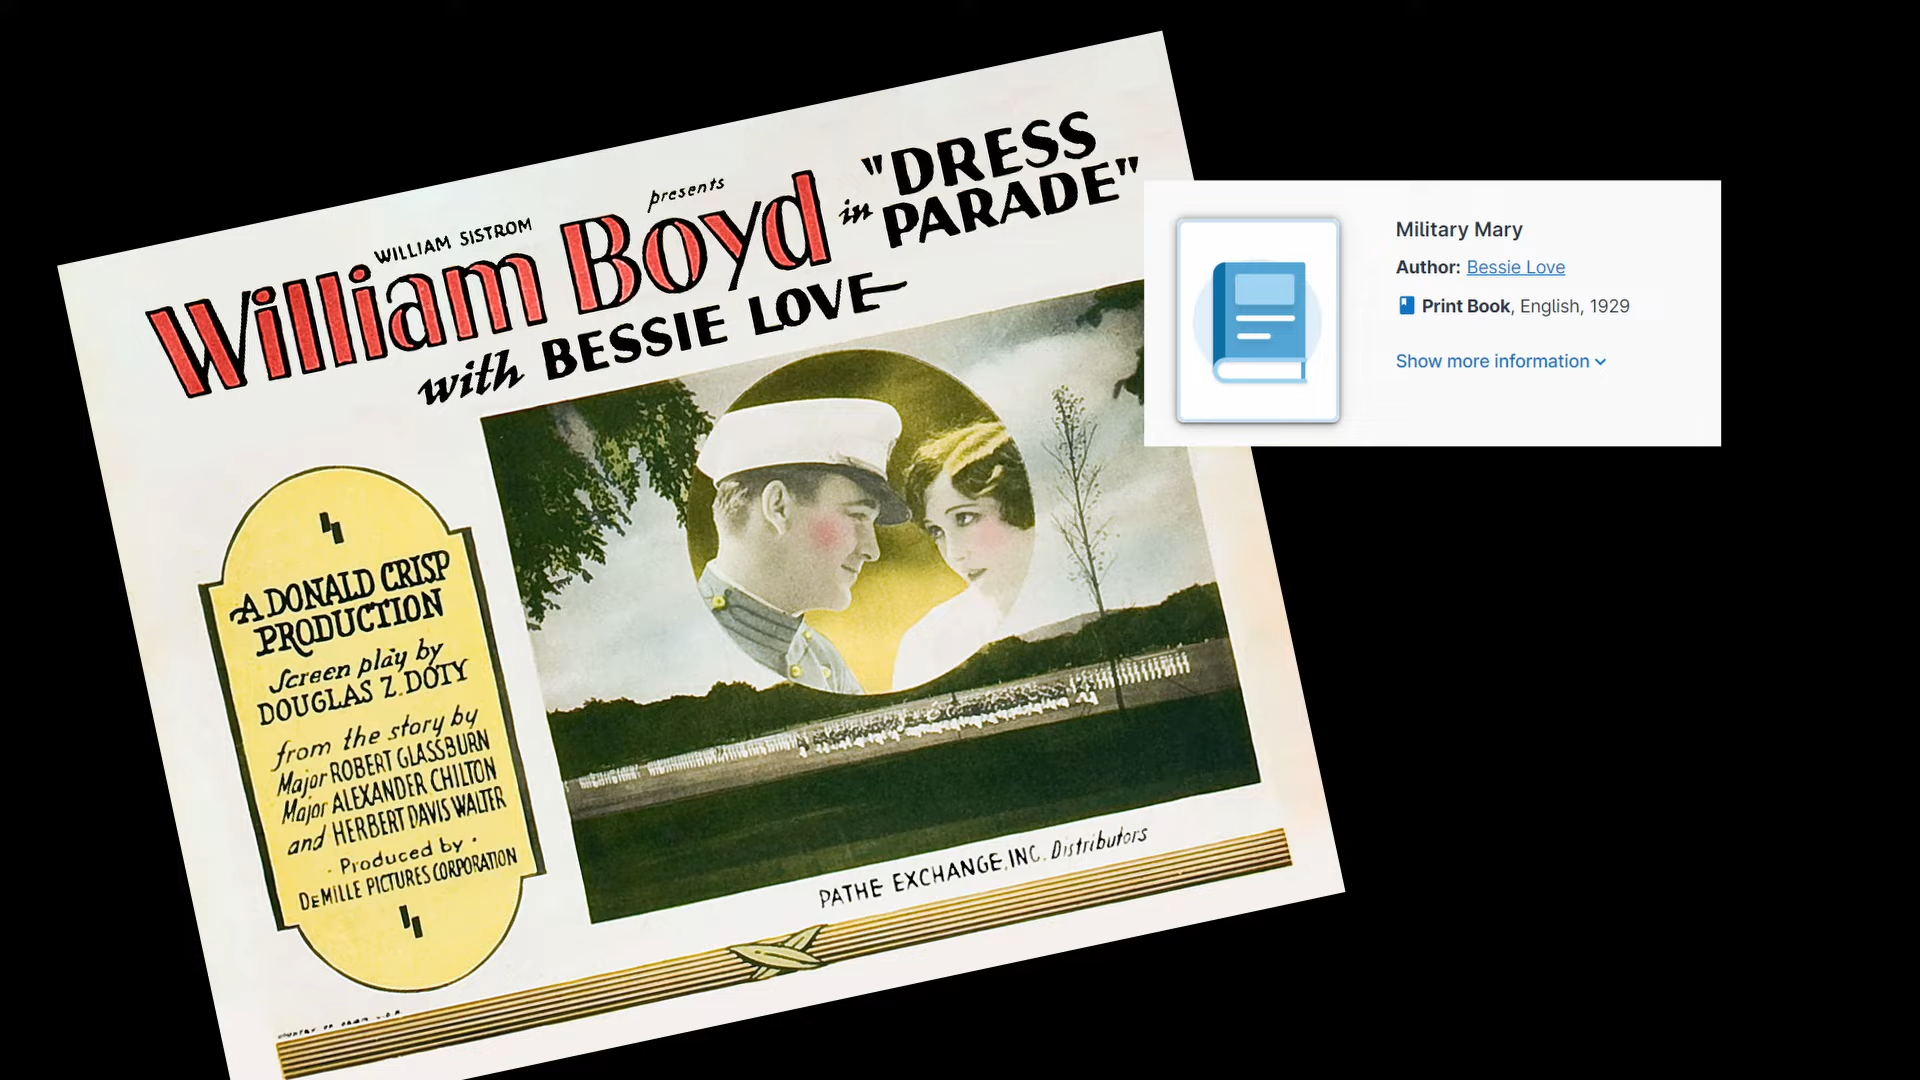 WILLIAM SISTROM presents
William Boyd in "DRESS PARADE"
with BESSIE LOVE
A DONALD CRISP
PRODUCTION
Screen play by
DOUGLAS Z. DOTY
from the story by
Major ROBERT GLASSBURN
Major ALEXANDER CHILTON
and HERBERT DAVIS WALTER
· Produced by ·
DEMILLE PICTURES CORPORATION
PATHE EXCHANGE, INC. Distributors
Military Mary
Author: Bessie Love
Print Book, English, 1929
Show more information